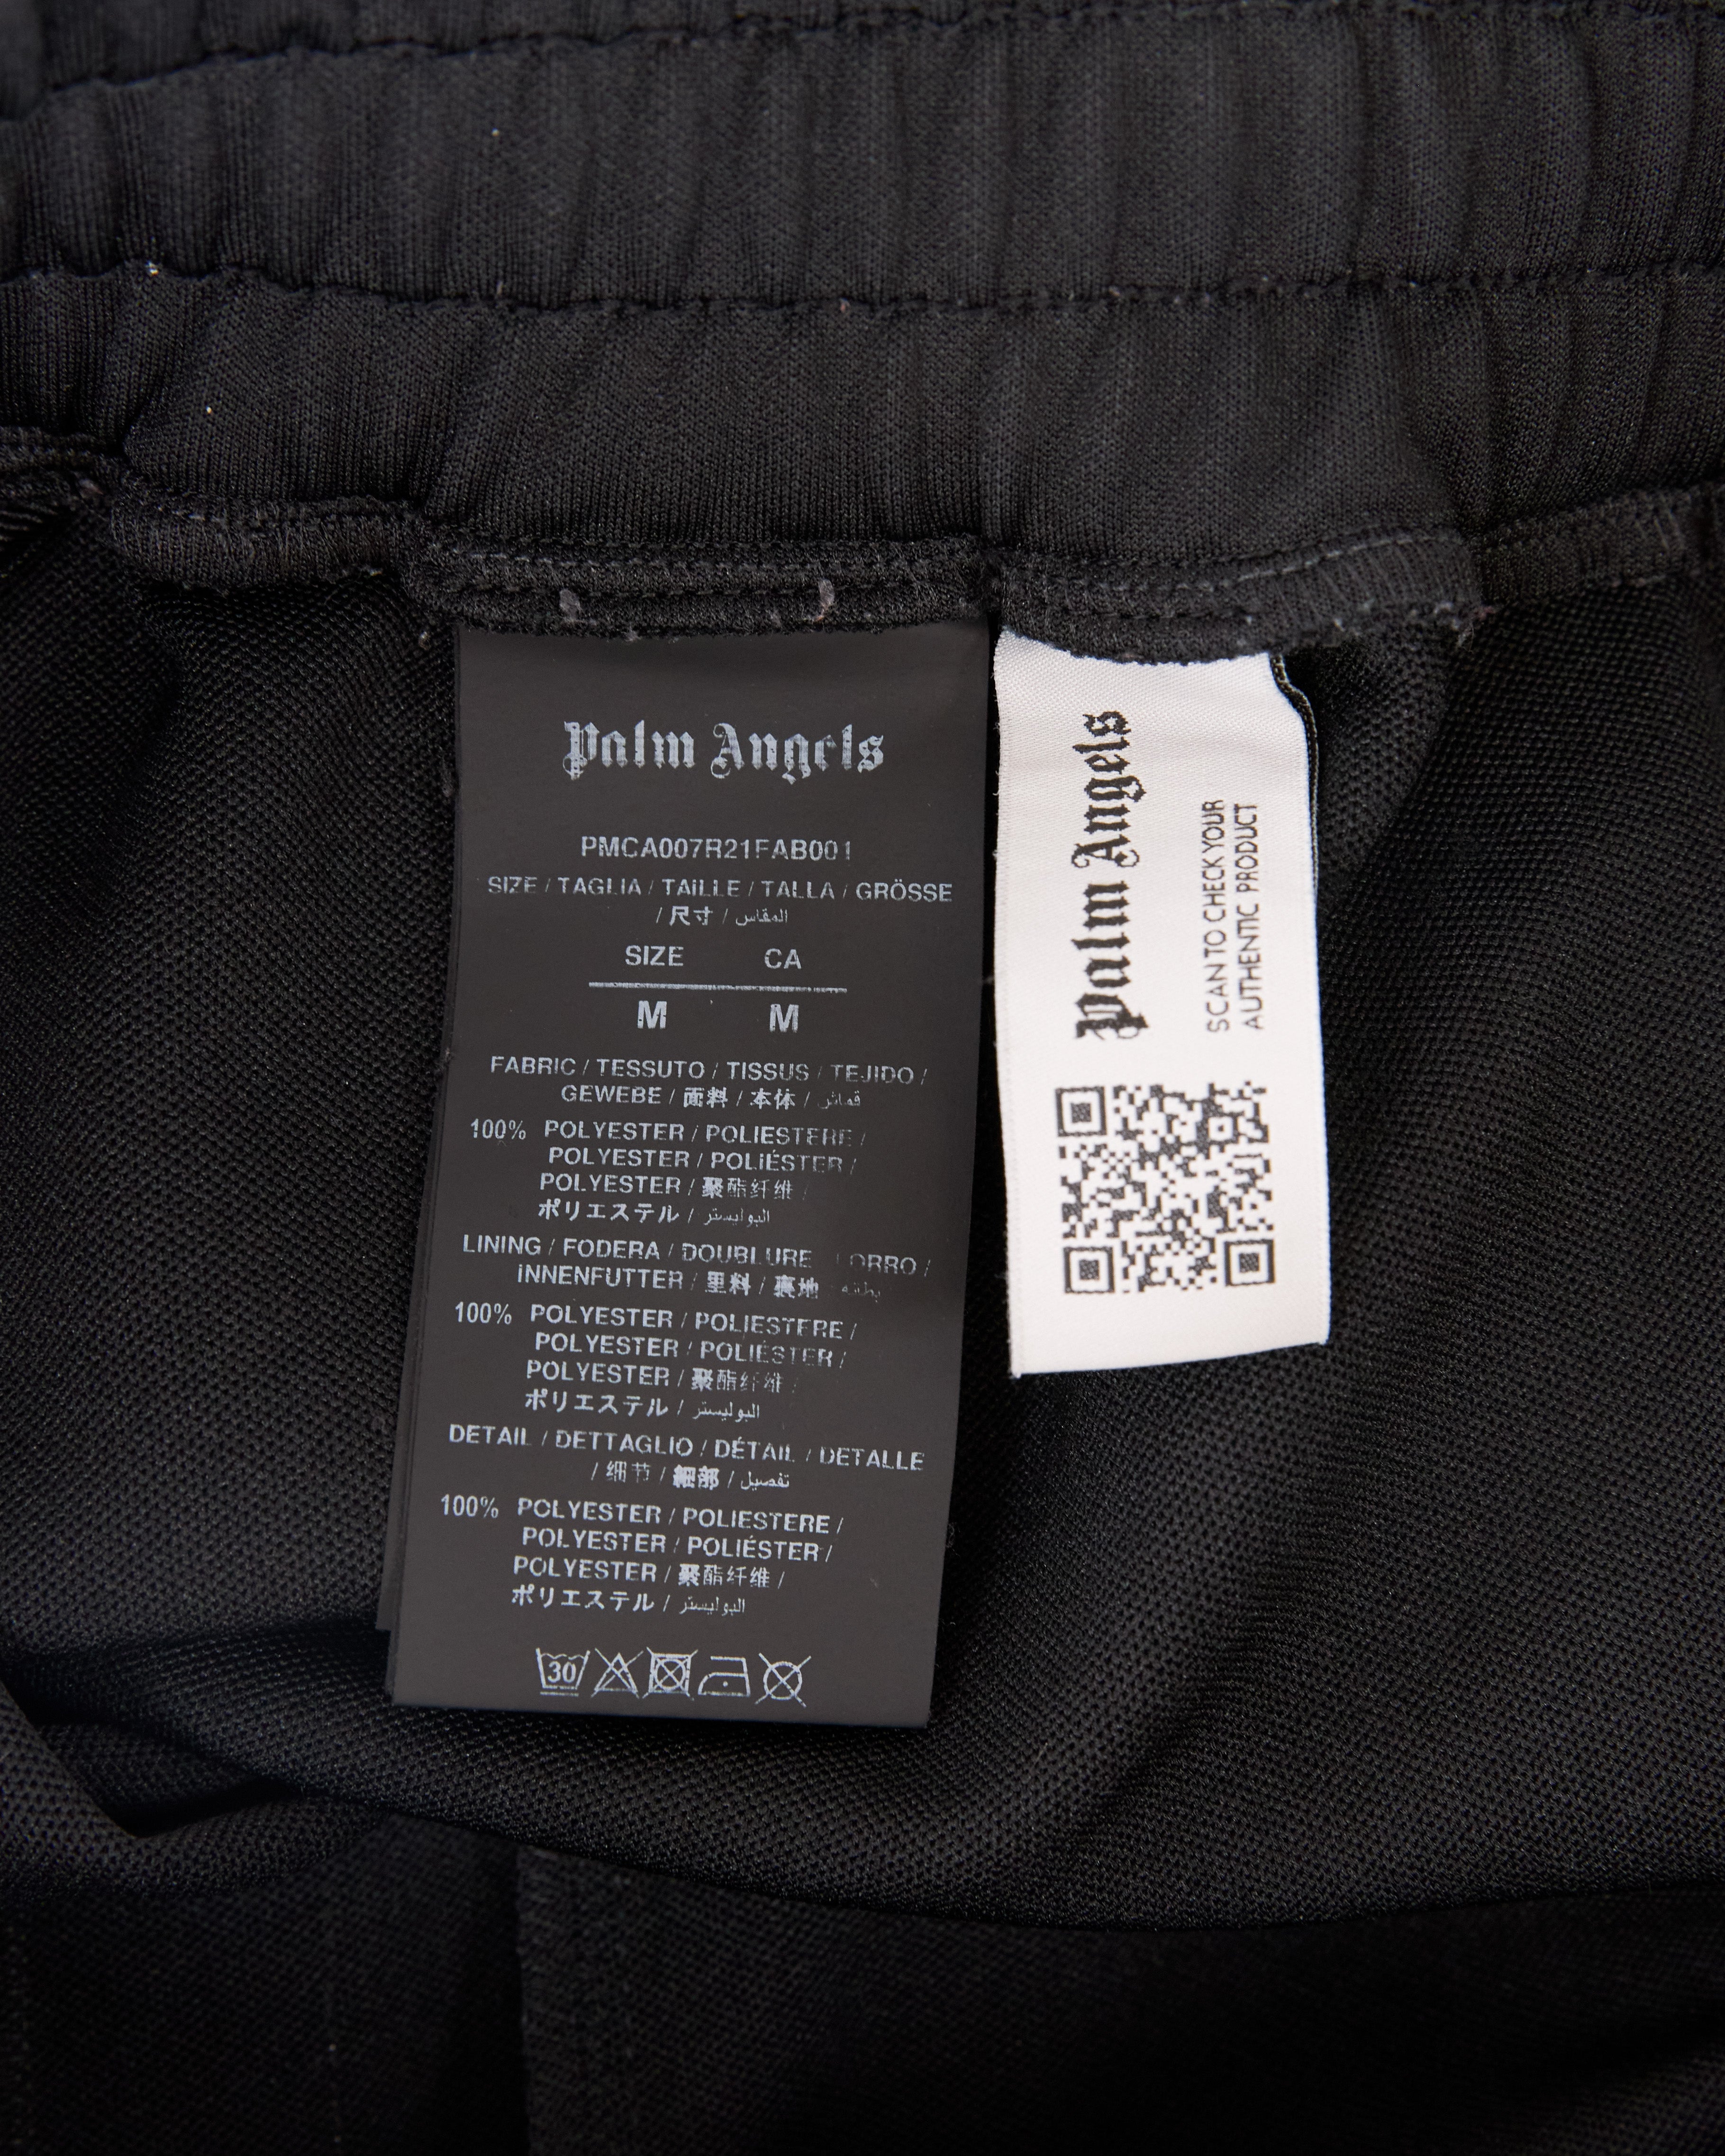 Palm Angels
PMCA007R21FAB001
SIZE / TAGLIA / TAILLE / TALLA / GRÖSSE
/ 尺寸 / المقاس
SIZE CA
M M
FABRIC / TESSUTO / TISSUS / TEJIDO /
GEWEBE / 面料 / 本体 / قماش
100% POLYESTER / POLIESTERE /
POLYESTER / POLIÉSTER /
POLYESTER / 聚酯纤维 /
ポリエステル / البوليستر
LINING / FODERA / DOUBLURE
INNENFUTTER / 里料 / 裏地
100% POLYESTER / POLIESTERE /
POLYESTER / POLIÉSTER /
POLYESTER / 聚酯纤维 /
ポリエステル / البوليستر
DETAIL / DETTAGLIO / DÉTAIL / DETALLE
/ 细节 / 細部 / تفصيل
100% POLYESTER / POLIESTERE /
POLYESTER / POLIÉSTER /
POLYESTER / 聚酯纤维 /
ポリエステル / البوليستر
30
Palm Angels
SCAN TO CHECK YOUR
AUTHENTIC PRODUCT